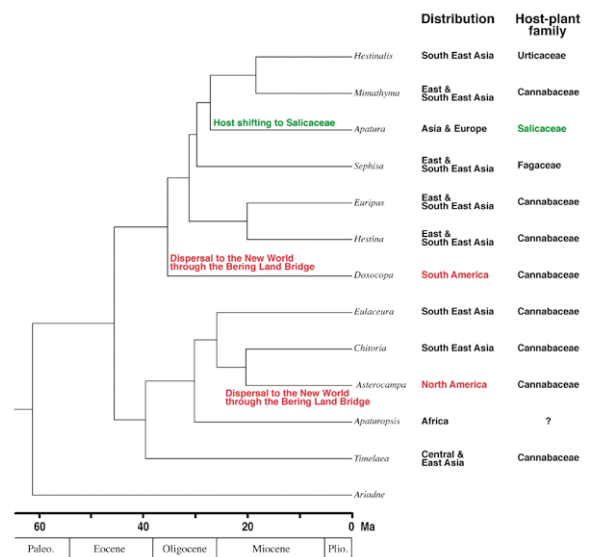 Distribution Host-plant
family
Hestinalis South East Asia Urticaceae
Mimathyma East &
South East Asia Cannabaceae
Host shifting to Salicaceae
Apatura Asia & Europe Salicaceae
Sephisa East &
South East Asia Fagaceae
Euripus East &
South East Asia Cannabaceae
Hestina East &
South East Asia Cannabaceae
Dispersal to the New World
through the Bering Land Bridge
Dosocopa South America Cannabaceae
Eulaceura South East Asia Cannabaceae
Chitoria South East Asia Cannabaceae
Asterocampa North America Cannabaceae
Dispersal to the New World
through the Bering Land Bridge
Apaturopsis Africa ?
Timelaea Central &
East Asia Cannabaceae
Ariadne
60 40 20 0 Ma
Paleo. Eocene Oligocene Miocene Plio.